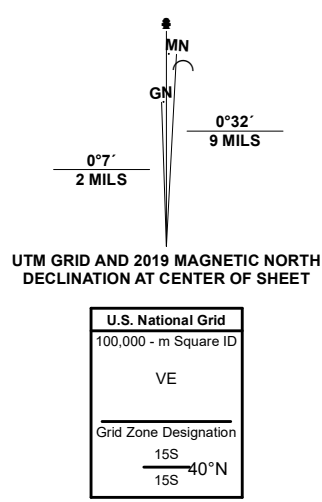 MN
GN
0°32´
9 MILS
0°7´
2 MILS
UTM GRID AND 2019 MAGNETIC NORTH
DECLINATION AT CENTER OF SHEET
U.S. National Grid
100,000 - m Square ID
VE
Grid Zone Designation
15S
40°N
15S